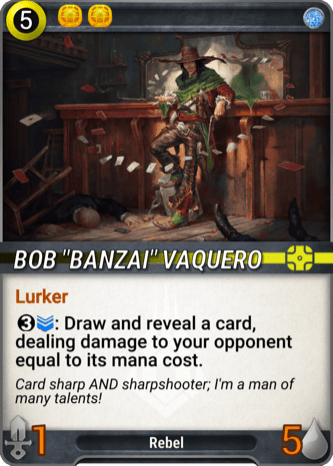 5
BOB "BANZAI" VAQUERO
Lurker
3: Draw and reveal a card,
dealing damage to your opponent
equal to its mana cost.
Card sharp AND sharpshooter; I'm a man of
many talents!
1 Rebel 5